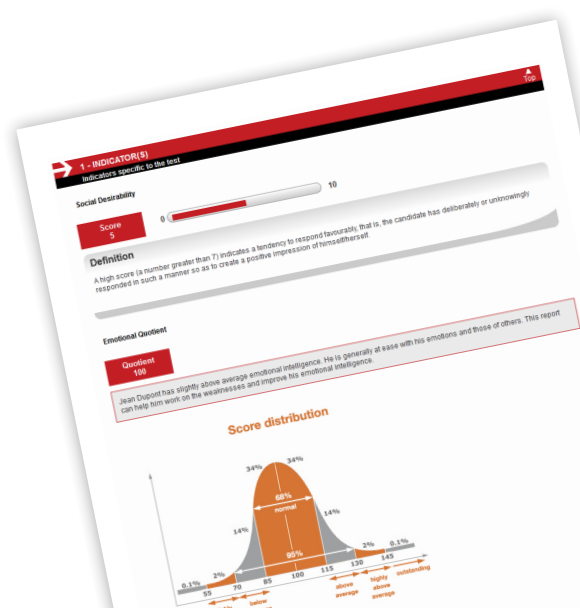 Top
1 - INDICATOR(S)
Indicators specific to the test
Social Desirability
Score
5
0
10
Definition
A high score (a number greater than 7) indicates a tendency to respond favourably, that is, the candidate has deliberately or unknowingly
responded in such a manner so as to create a positive impression of himself/herself.
Emotional Quotient
Quotient
100
Jean Dupont has slightly above average emotional intelligence. He is generally at ease with his emotions and those of others. This report
can help him work on the weaknesses and improve his emotional intelligence.
Score distribution
34% 34%
68%
normal
14% 14%
95%
0.1% 2% 2% 0.1%
55 70 85 100 115 130 145
below
above
average
highly
above
average
outstanding